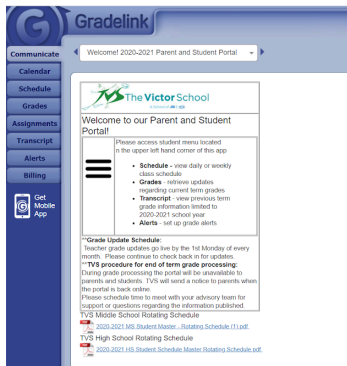 Gradelink
Communicate
Welcome! 2020-2021 Parent and Student Portal
Calendar
Schedule
Grades
Assignments
Transcript
Alerts
Billing
Get
Mobile
App
The Victor School
Welcome to our Parent and Student
Portal!
Please access student menu located
n the upper left hand corner of this app
• Schedule - view daily or weekly
class schedule
• Grades - retrieve updates
regarding current term grades
• Transcript - view previous term
grade information limited to
2020-2021 school year
• Alerts - set up grade alerts
**Grade Update Schedule:
Teacher grade updates go live by the 1st Monday of every
month. Please continue to check back in for updates.
**TVS procedure for end of term grade processing:
During grade processing the portal will be unavailable to
parents and students. TVS will send a notice to parents when
the portal is back online.
Please schedule time to meet with your advisory team for
support or questions regarding the information published.
TVS Middle School Rotating Schedule
2020-2021 MS Student Master - Rotating Schedule (1).pdf
TVS High School Rotating Schedule
2020-2021 HS Student Schedule Master Rotating Schedule.pdf